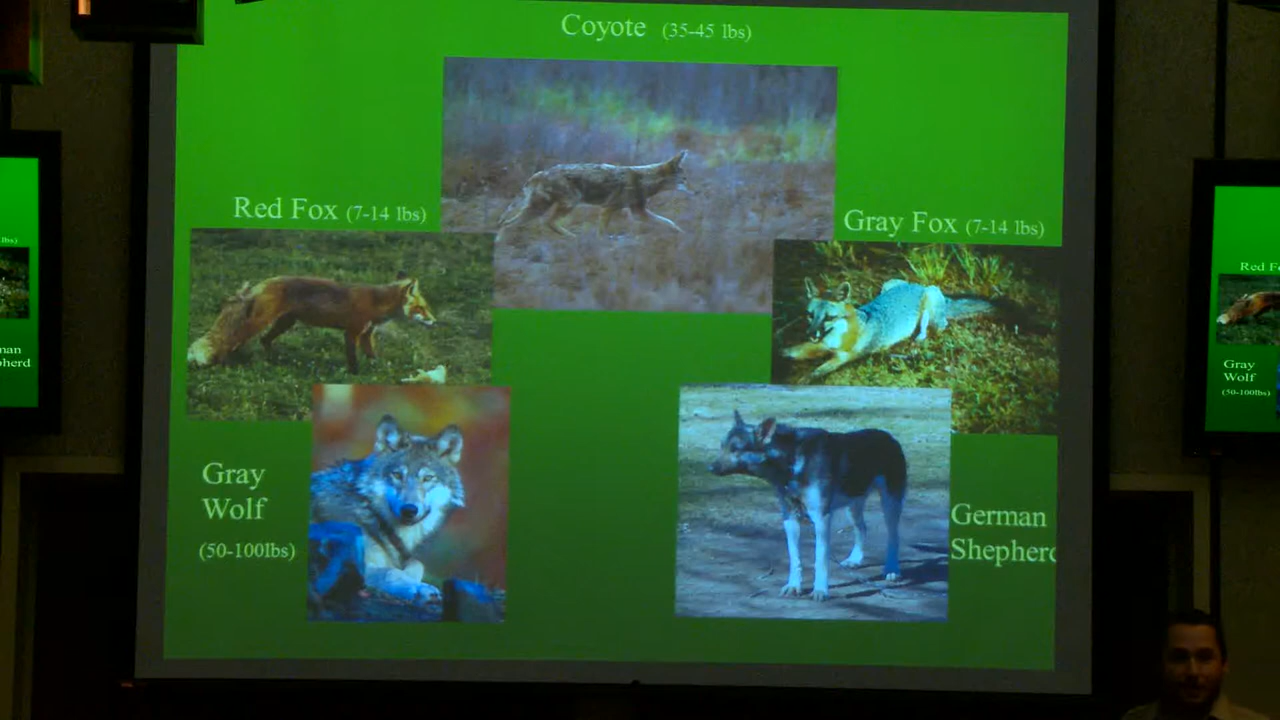 Coyote (35-45 lbs)
Red Fox (7-14 lbs)
Gray Fox (7-14 lbs)
Gray
Wolf
(50-100lbs)
German
Shepherd
lbs)
man
pherd
Red Fo
Gray
Wolf
(50-100lbs)